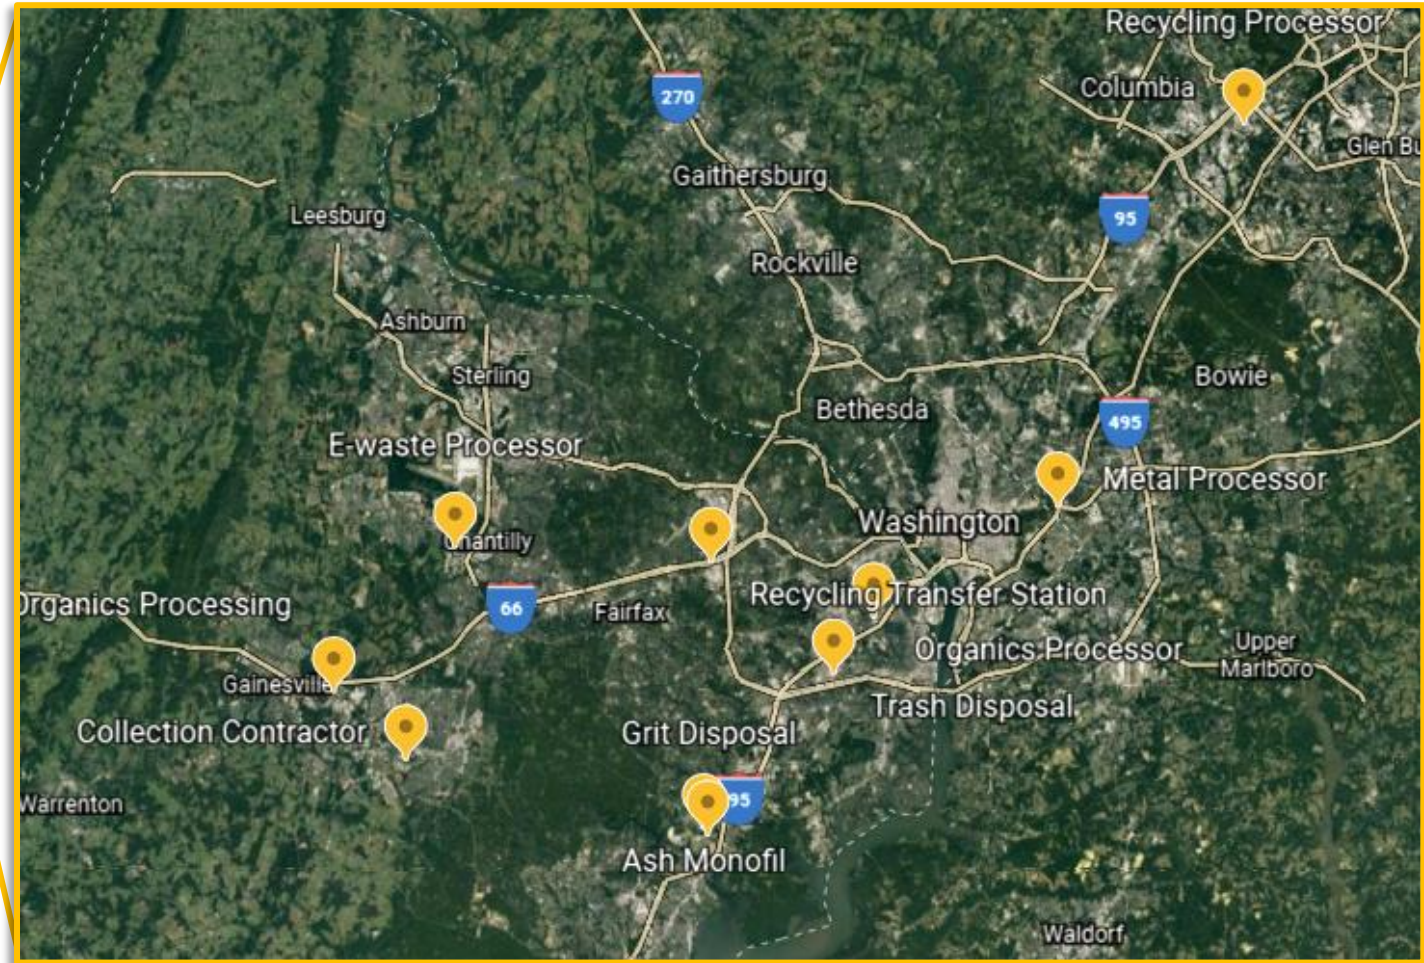 Recycling Processor
270
Columbia
Glen Bu
Gaithersburg
Leesburg
95
Rockville
Ashburn
Sterling
Bowie
Bethesda
495
E-waste Processor
Metal Processor
Washington
Chantilly
Organics Processing
66
Fairfax
Recycling Transfer Station
Organics Processor
Upper
Marlboro
Gainesville
Trash Disposal
Collection Contractor
Grit Disposal
95
Warrenton
Ash Monofil
Waldorf